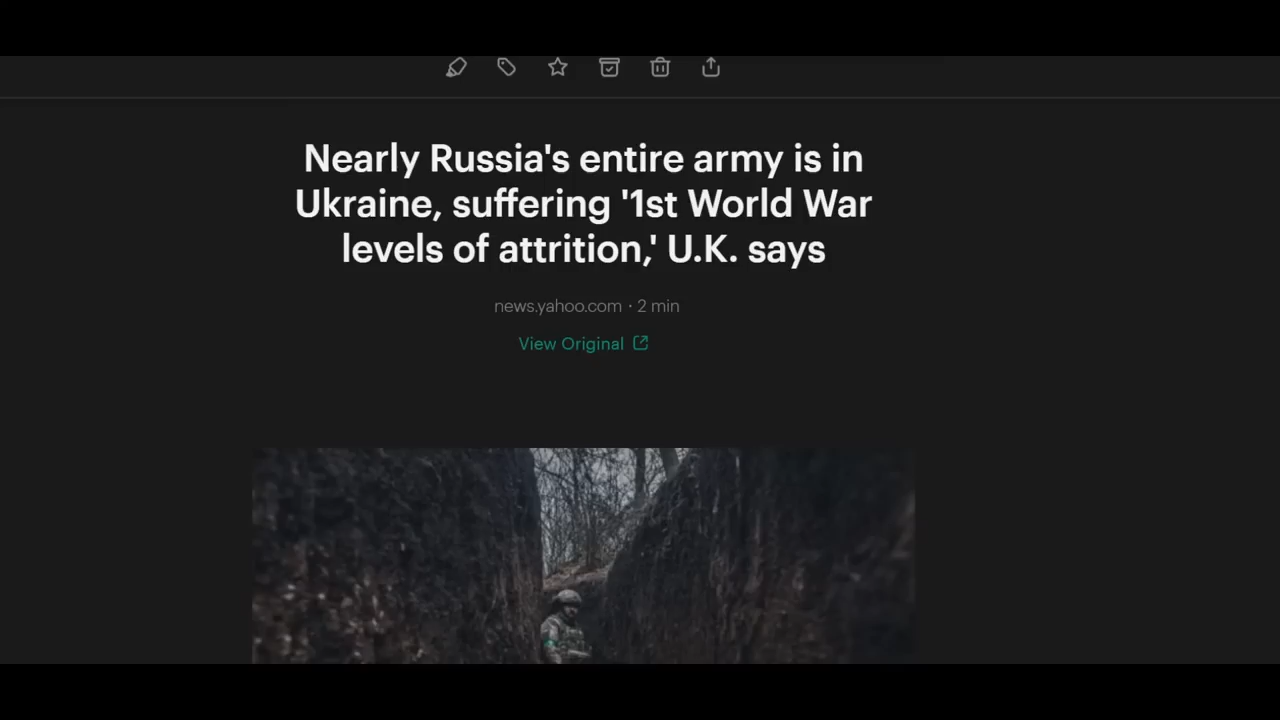 Nearly Russia's entire army is in
Ukraine, suffering '1st World War
levels of attrition,' U.K. says
news.yahoo.com · 2 min
View Original